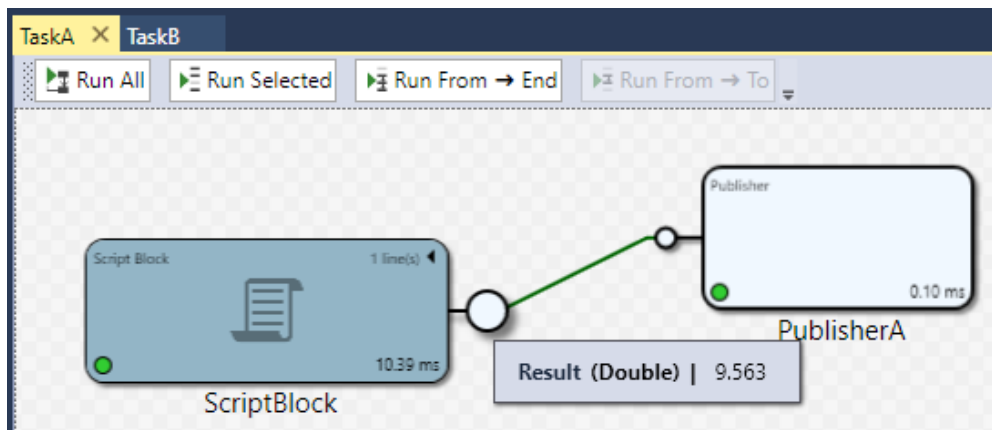 TaskA TaskB
Run All Run Selected Run From → End Run From → To
Publisher
Script Block 1 line(s)
0.10 ms
PublisherA
10.39 ms
Result (Double) | 9.563
ScriptBlock